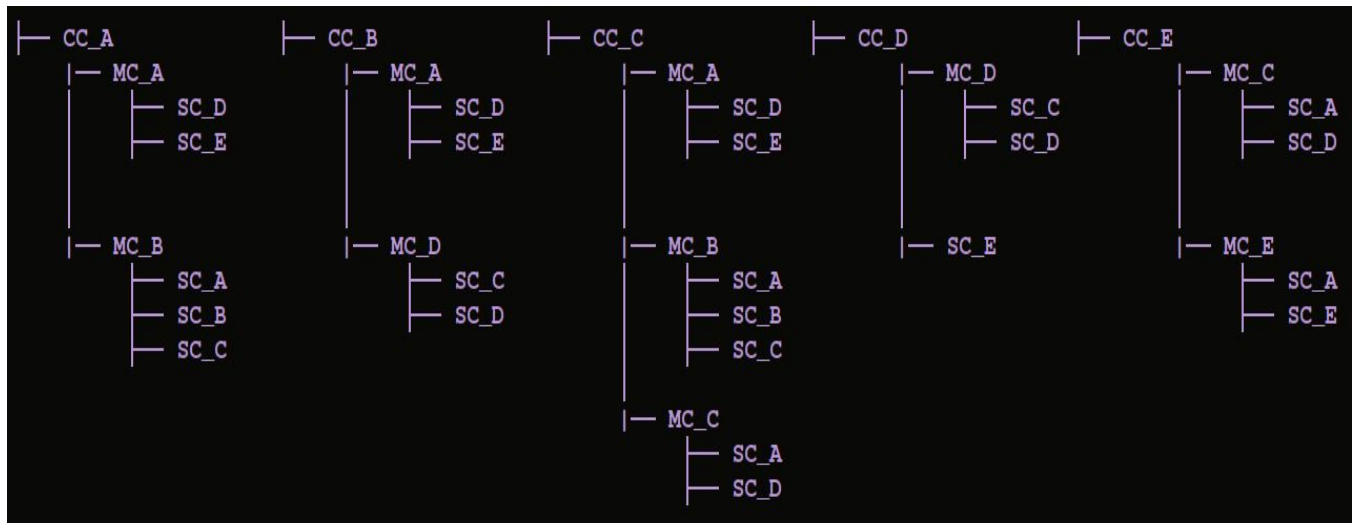 ├── CC_A ├── CC_B ├── CC_C ├── CC_D ├── CC_E
|── MC_A |── MC_A |── MC_A |── MC_D |── MC_C
├── SC_D ├── SC_D ├── SC_D ├── SC_C ├── SC_A
├── SC_E ├── SC_E ├── SC_E ├── SC_D ├── SC_D
|── MC_B |── MC_D |── MC_B |── SC_E |── MC_E
├── SC_A ├── SC_C ├── SC_A ├── SC_A
├── SC_B ├── SC_D ├── SC_B ├── SC_E
├── SC_C ├── SC_C
|── MC_C
├── SC_A
├── SC_D